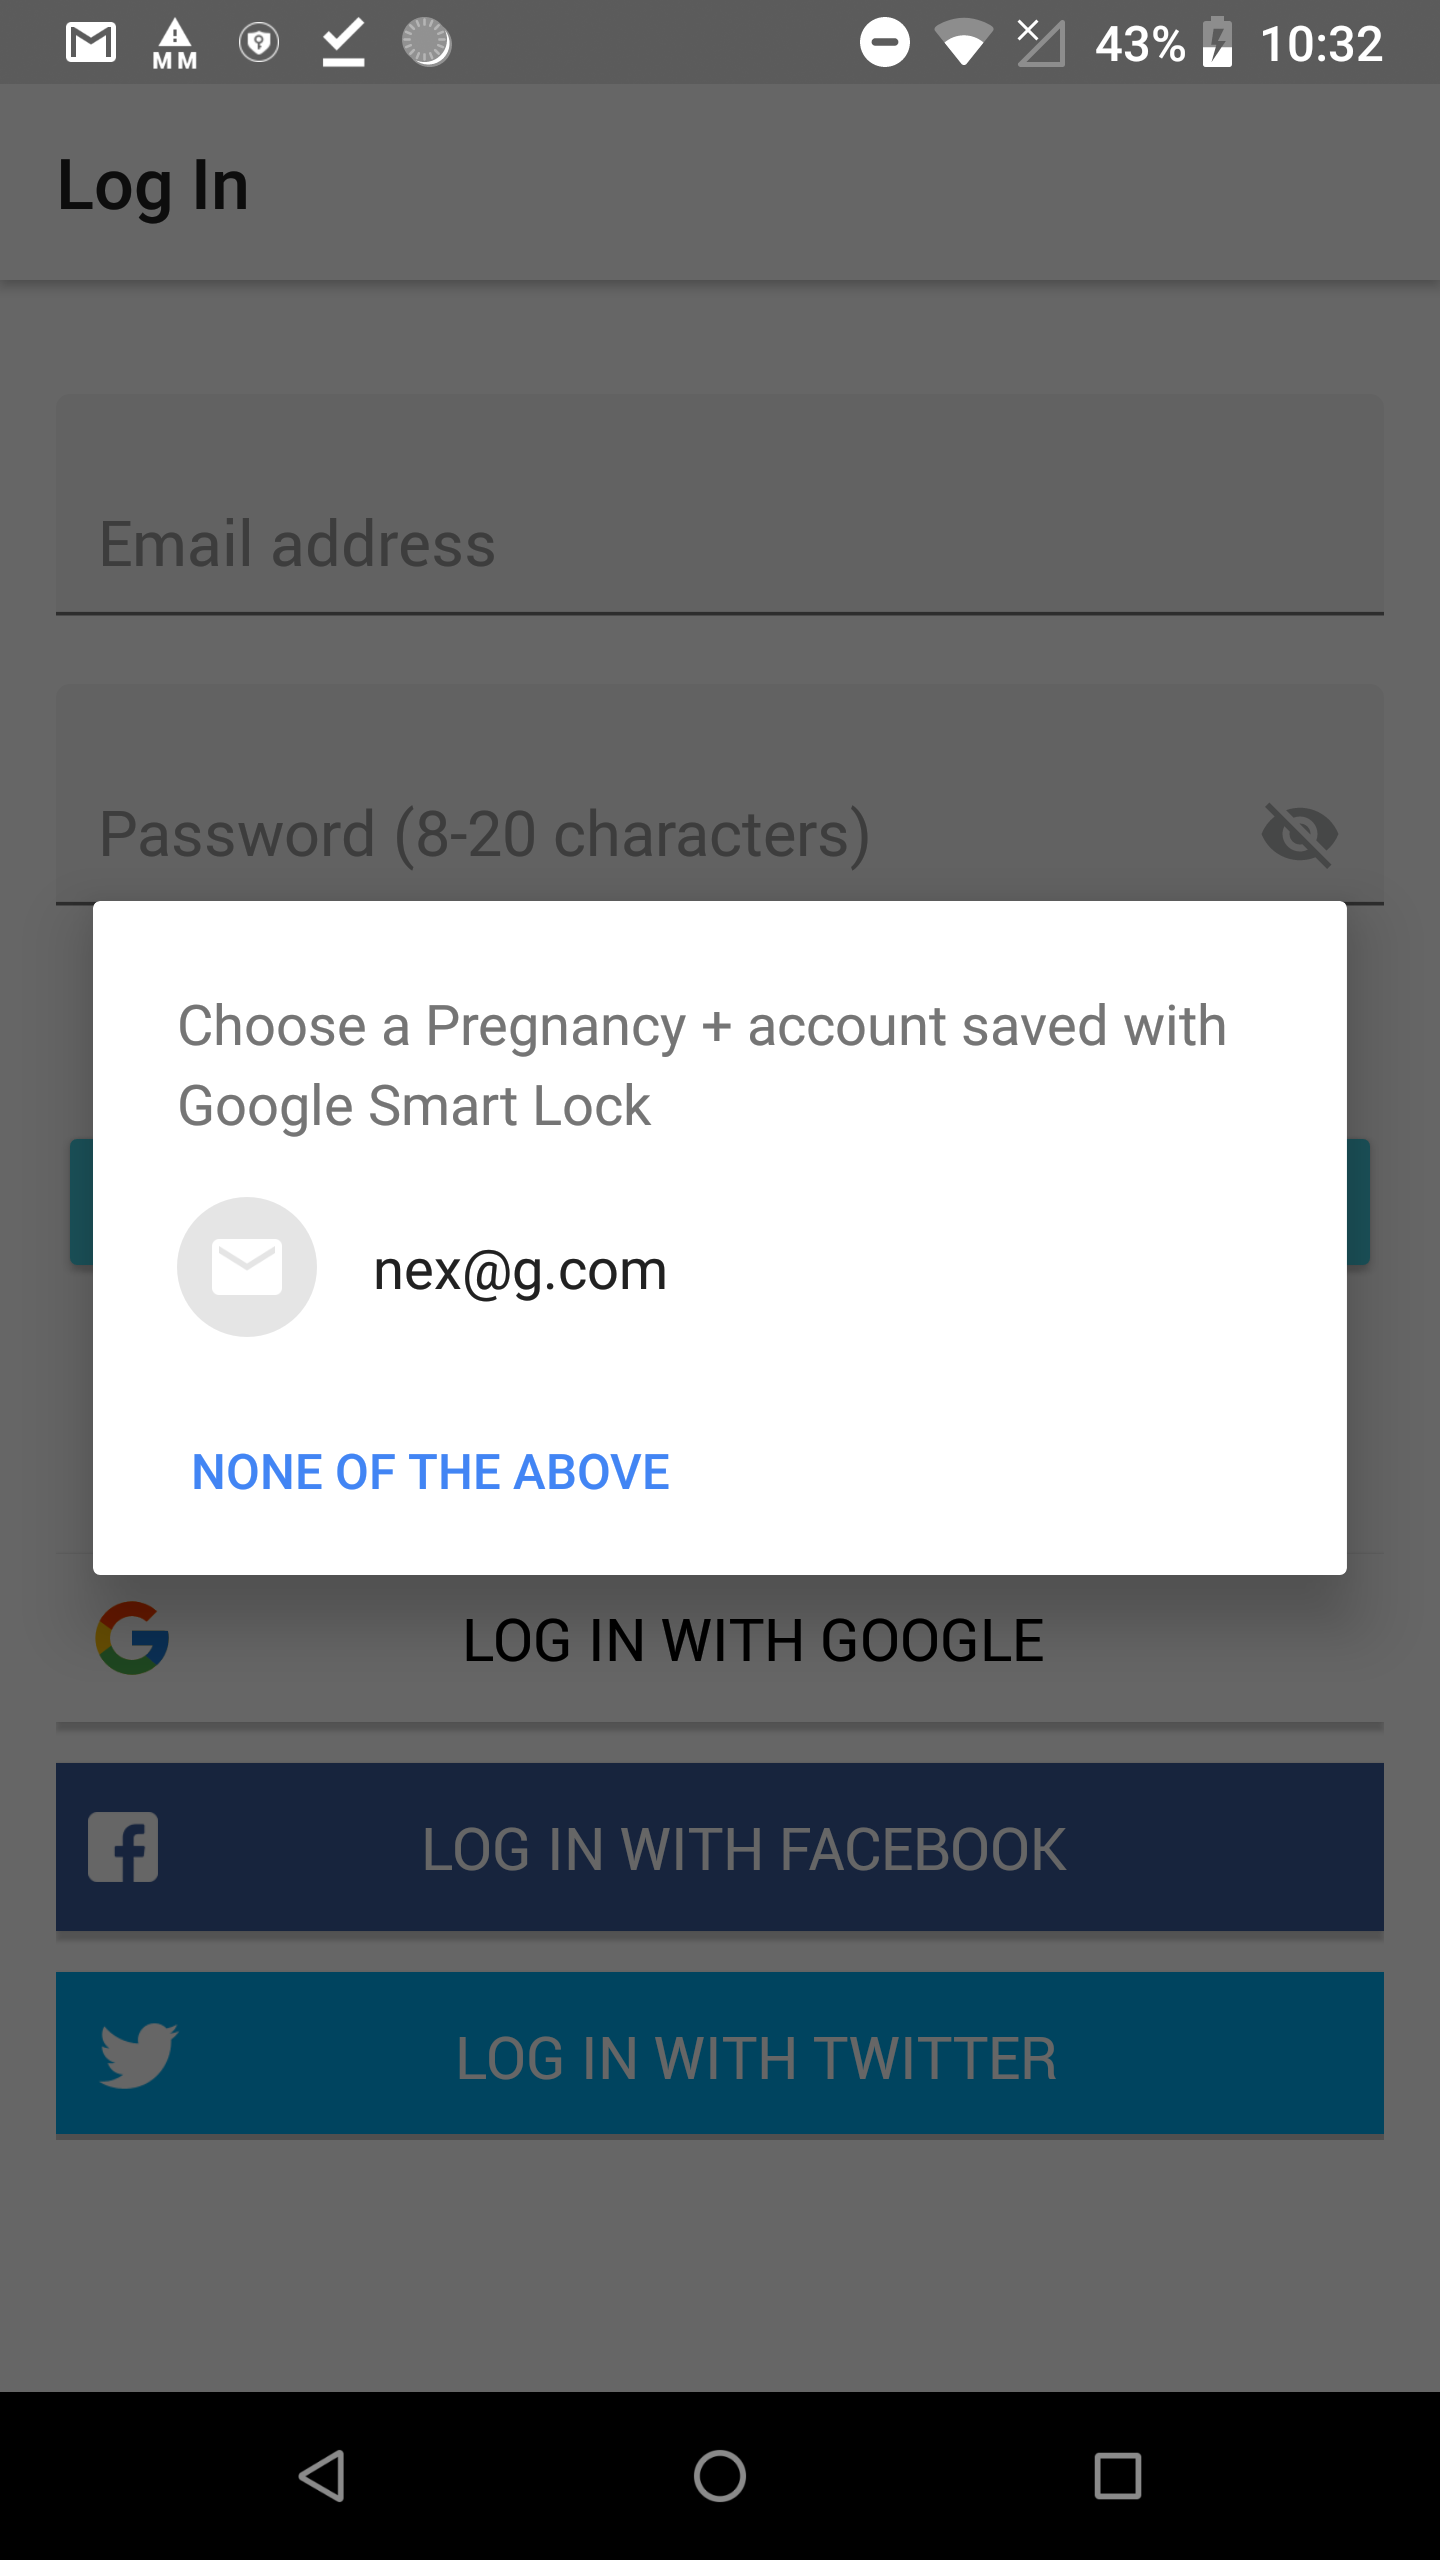 MM
43%
10:32
Log In
Email address
Password (8-20 characters)
Choose a Pregnancy + account saved with
Google Smart Lock
nex@g.com
NONE OF THE ABOVE
LOG IN WITH GOOGLE
LOG IN WITH FACEBOOK
LOG IN WITH TWITTER